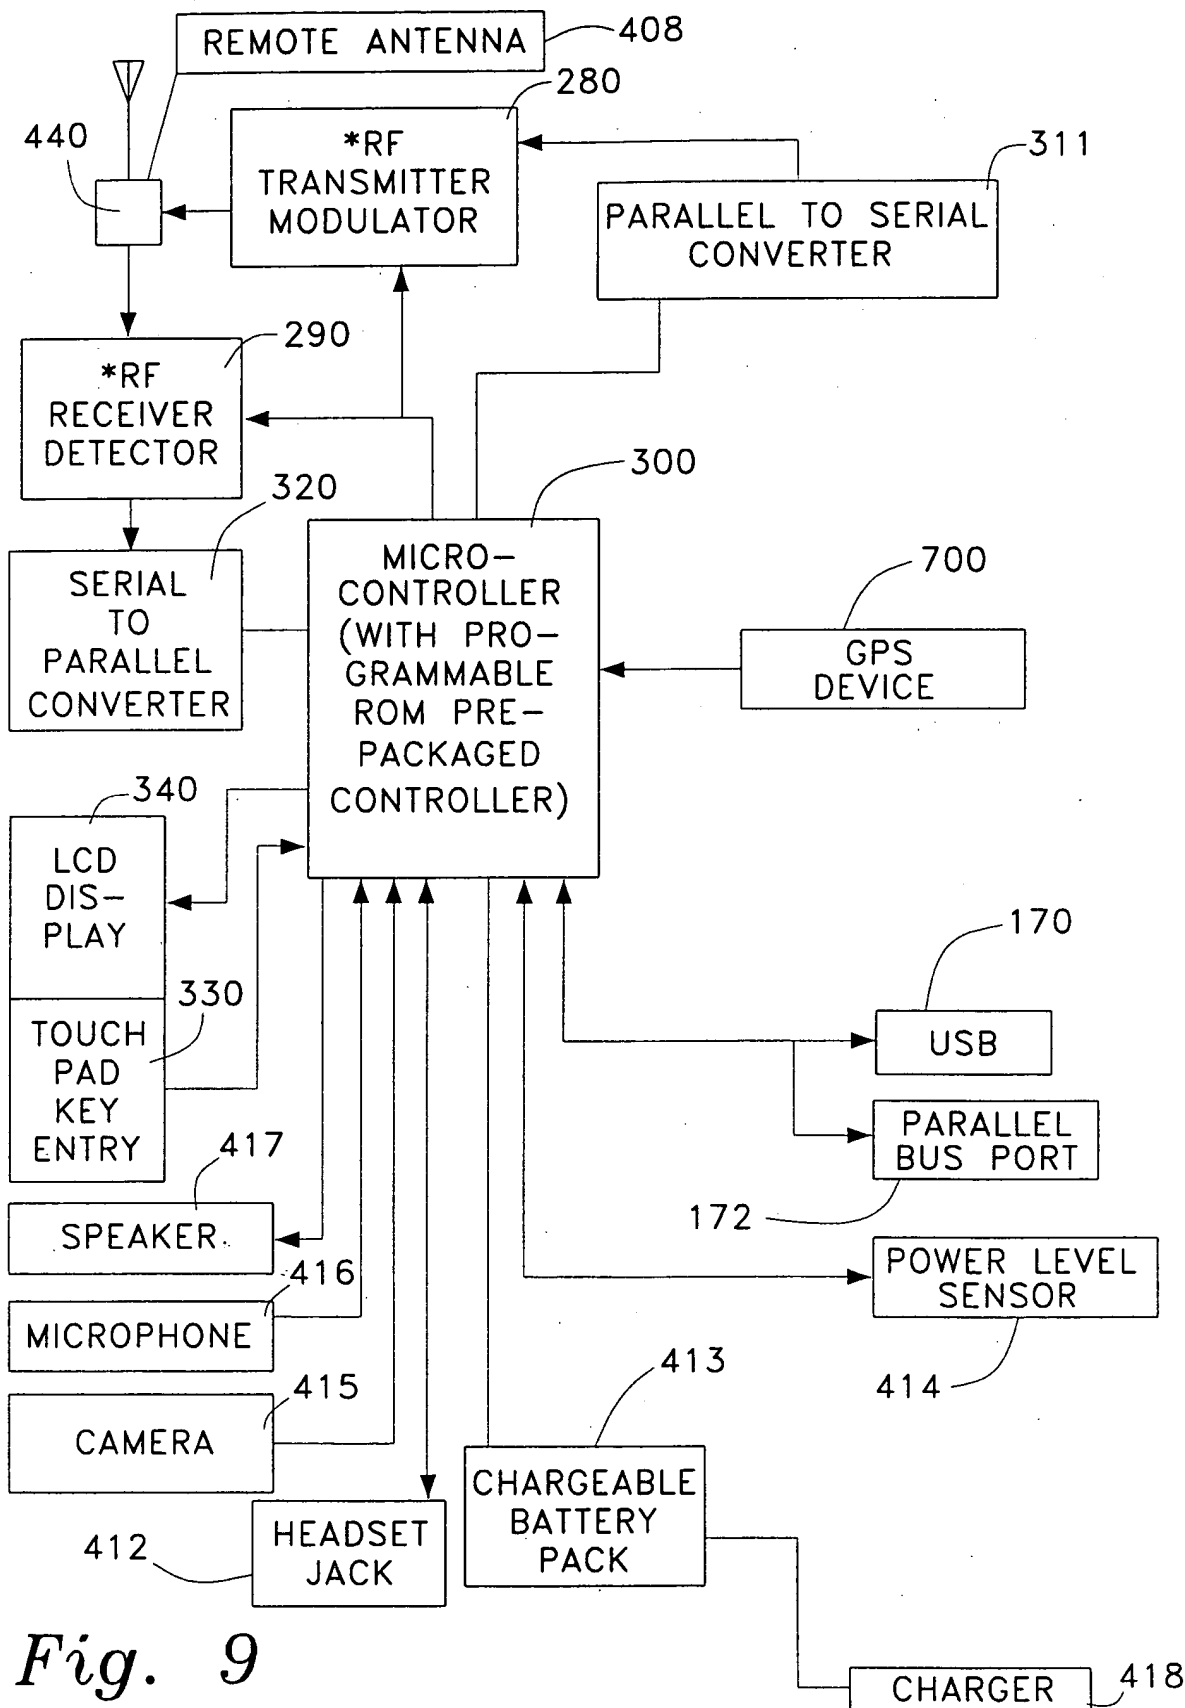 REMOTE ANTENNA
408
280
440
*RF
TRANSMITTER
MODULATOR
311
PARALLEL TO SERIAL
CONVERTER
290
*RF
RECEIVER
DETECTOR
320
300
SERIAL
TO
PARALLEL
CONVERTER
MICRO-
CONTROLLER
(WITH PRO-
GRAMMABLE
ROM PRE-
PACKAGED
CONTROLLER)
700
GPS
DEVICE
340
LCD
DIS-
PLAY
330
TOUCH
PAD
KEY
ENTRY
170
USB
PARALLEL
BUS PORT
172
417
SPEAKER
416
MICROPHONE
POWER LEVEL
SENSOR
414
415
CAMERA
413
CHARGEABLE
BATTERY
PACK
412
HEADSET
JACK
Fig. 9
CHARGER
418